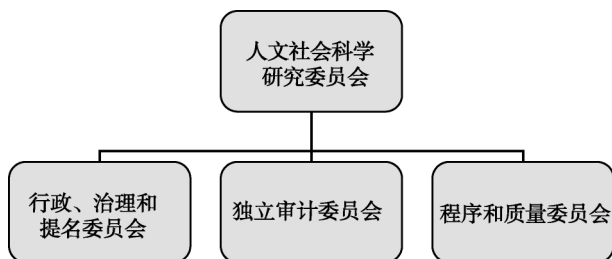 人文社会科学
研究委员会
行政、治理和
提名委员会
独立审计委员会
程序和质量委员会